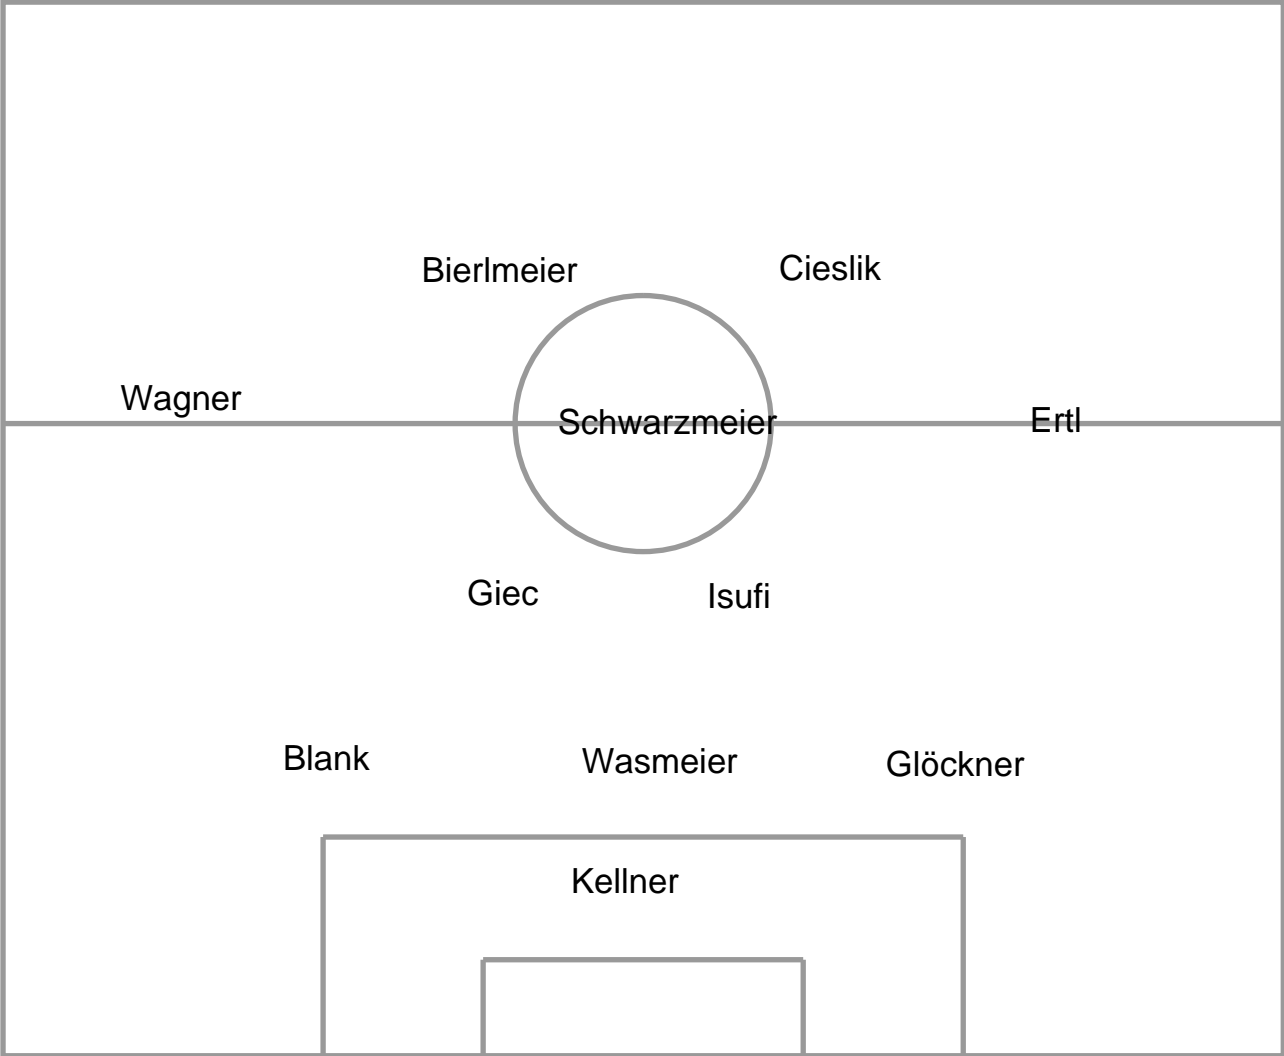 Bierlmeier
Cieslik
Wagner
Schwarzmeier
Ertl
Giec
Isufi
Blank
Wasmeier
Glöckner
Kellner